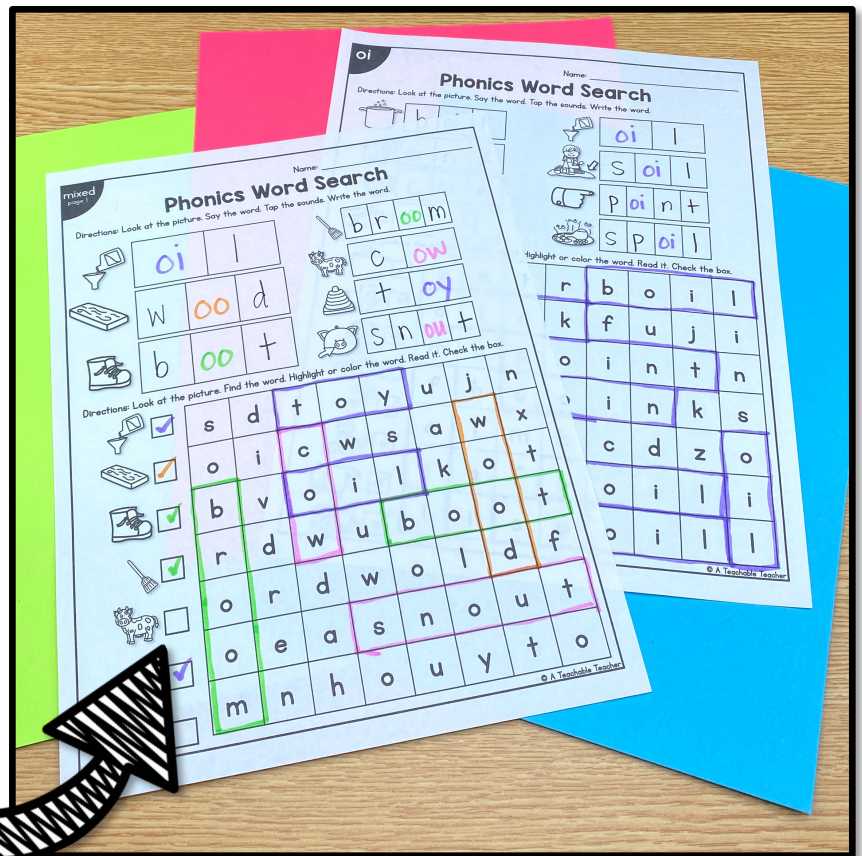 mixed
page 1
Name:
Phonics Word Search
Directions: Look at the picture. Say the word. Tap the sounds. Write the word.
oi l
w oo d
b oo t
b r oo m
c ow
t oy
s n ou t
Directions: Look at the picture. Find the word. Highlight or color the word. Read it. Check the box.
s d t o y u j n
o i c w s a w x
b v o i l k o t
r d w u b o o t
o r d w o l d f
o e a s n o u t
m n h o u y t o
© A Teachable Teacher
oi
Name:
Phonics Word Search
Directions: Look at the picture. Say the word. Tap the sounds. Write the word.
b
oi l
s oi l
p oi n t
s p oi l
Highlight or color the word. Read it. Check the box.
r b o i l
k f u j i
o i n t n
i n k s
c d z o
o i l i
o i l l
© A Teachable Teacher